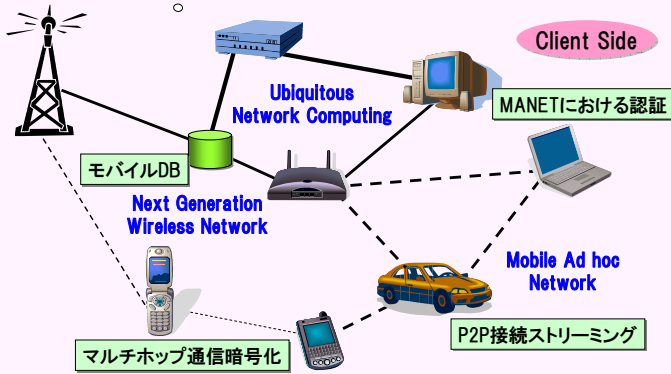 Client Side
Ubiquitous
Network Computing
MANETにおける認証
モバイルDB
Next Generation
Wireless Network
Mobile Ad hoc
Network
P2P接続ストリーミング
マルチホップ通信暗号化